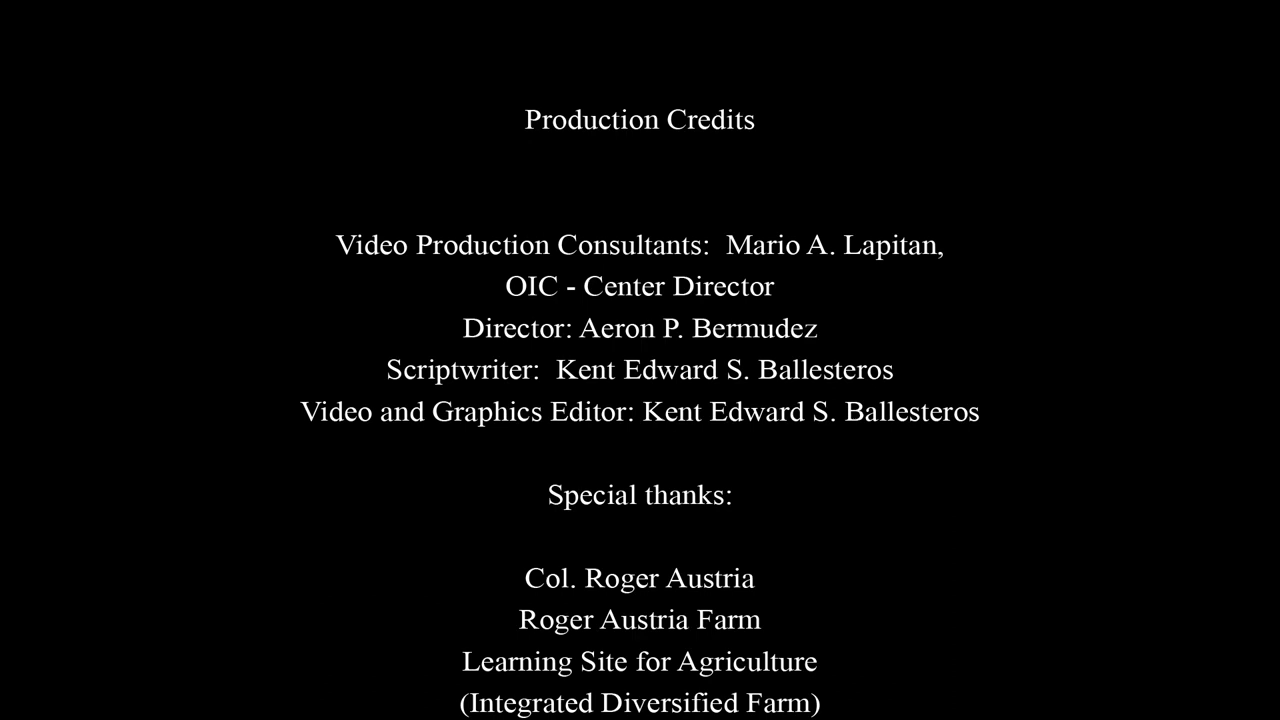 Production Credits
Video Production Consultants:  Mario A. Lapitan,
OIC - Center Director
Director: Aeron P. Bermudez
Scriptwriter:  Kent Edward S. Ballesteros
Video and Graphics Editor: Kent Edward S. Ballesteros
Special thanks:
Col. Roger Austria
Roger Austria Farm
Learning Site for Agriculture
(Integrated Diversified Farm)